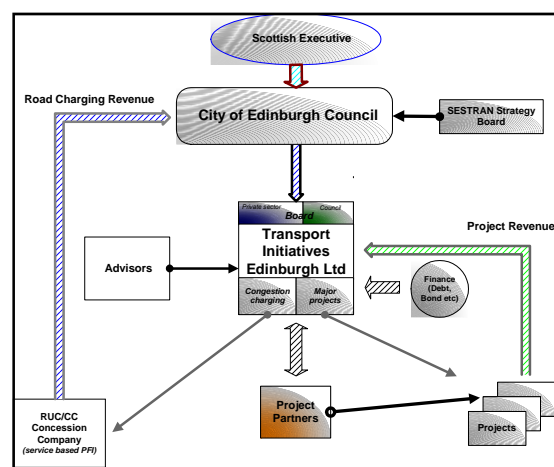 Scottish Executive
Road Charging Revenue
City of Edinburgh Council
SESTRAN Strategy
Board
Private sector
Council
Board
Transport
Initiatives
Edinburgh Ltd
Project Revenue
Advisors
Congestion
charging
Major
projects
Finance
(Debt,
Bond etc)
RUC/CC
Concession
Company
(service based PFI)
Project
Partners
Projects